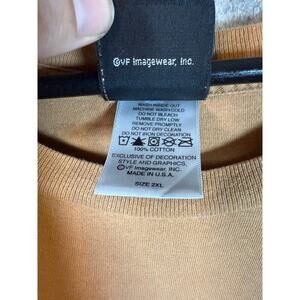 ©VF Imagewear, Inc.
WASH INSIDE OUT
MACHINE WASH COLD
DO NOT BLEACH
TUMBLE DRY LOW
REMOVE PROMPTLY
DO NOT DRY CLEAN
DO NOT IRON DECORATION
100% COTTON
EXCLUSIVE OF DECORATION
STYLE AND GRAPHICS.
©VF IMAGEWEAR, INC.
MADE IN U.S.A.
SIZE 2XL